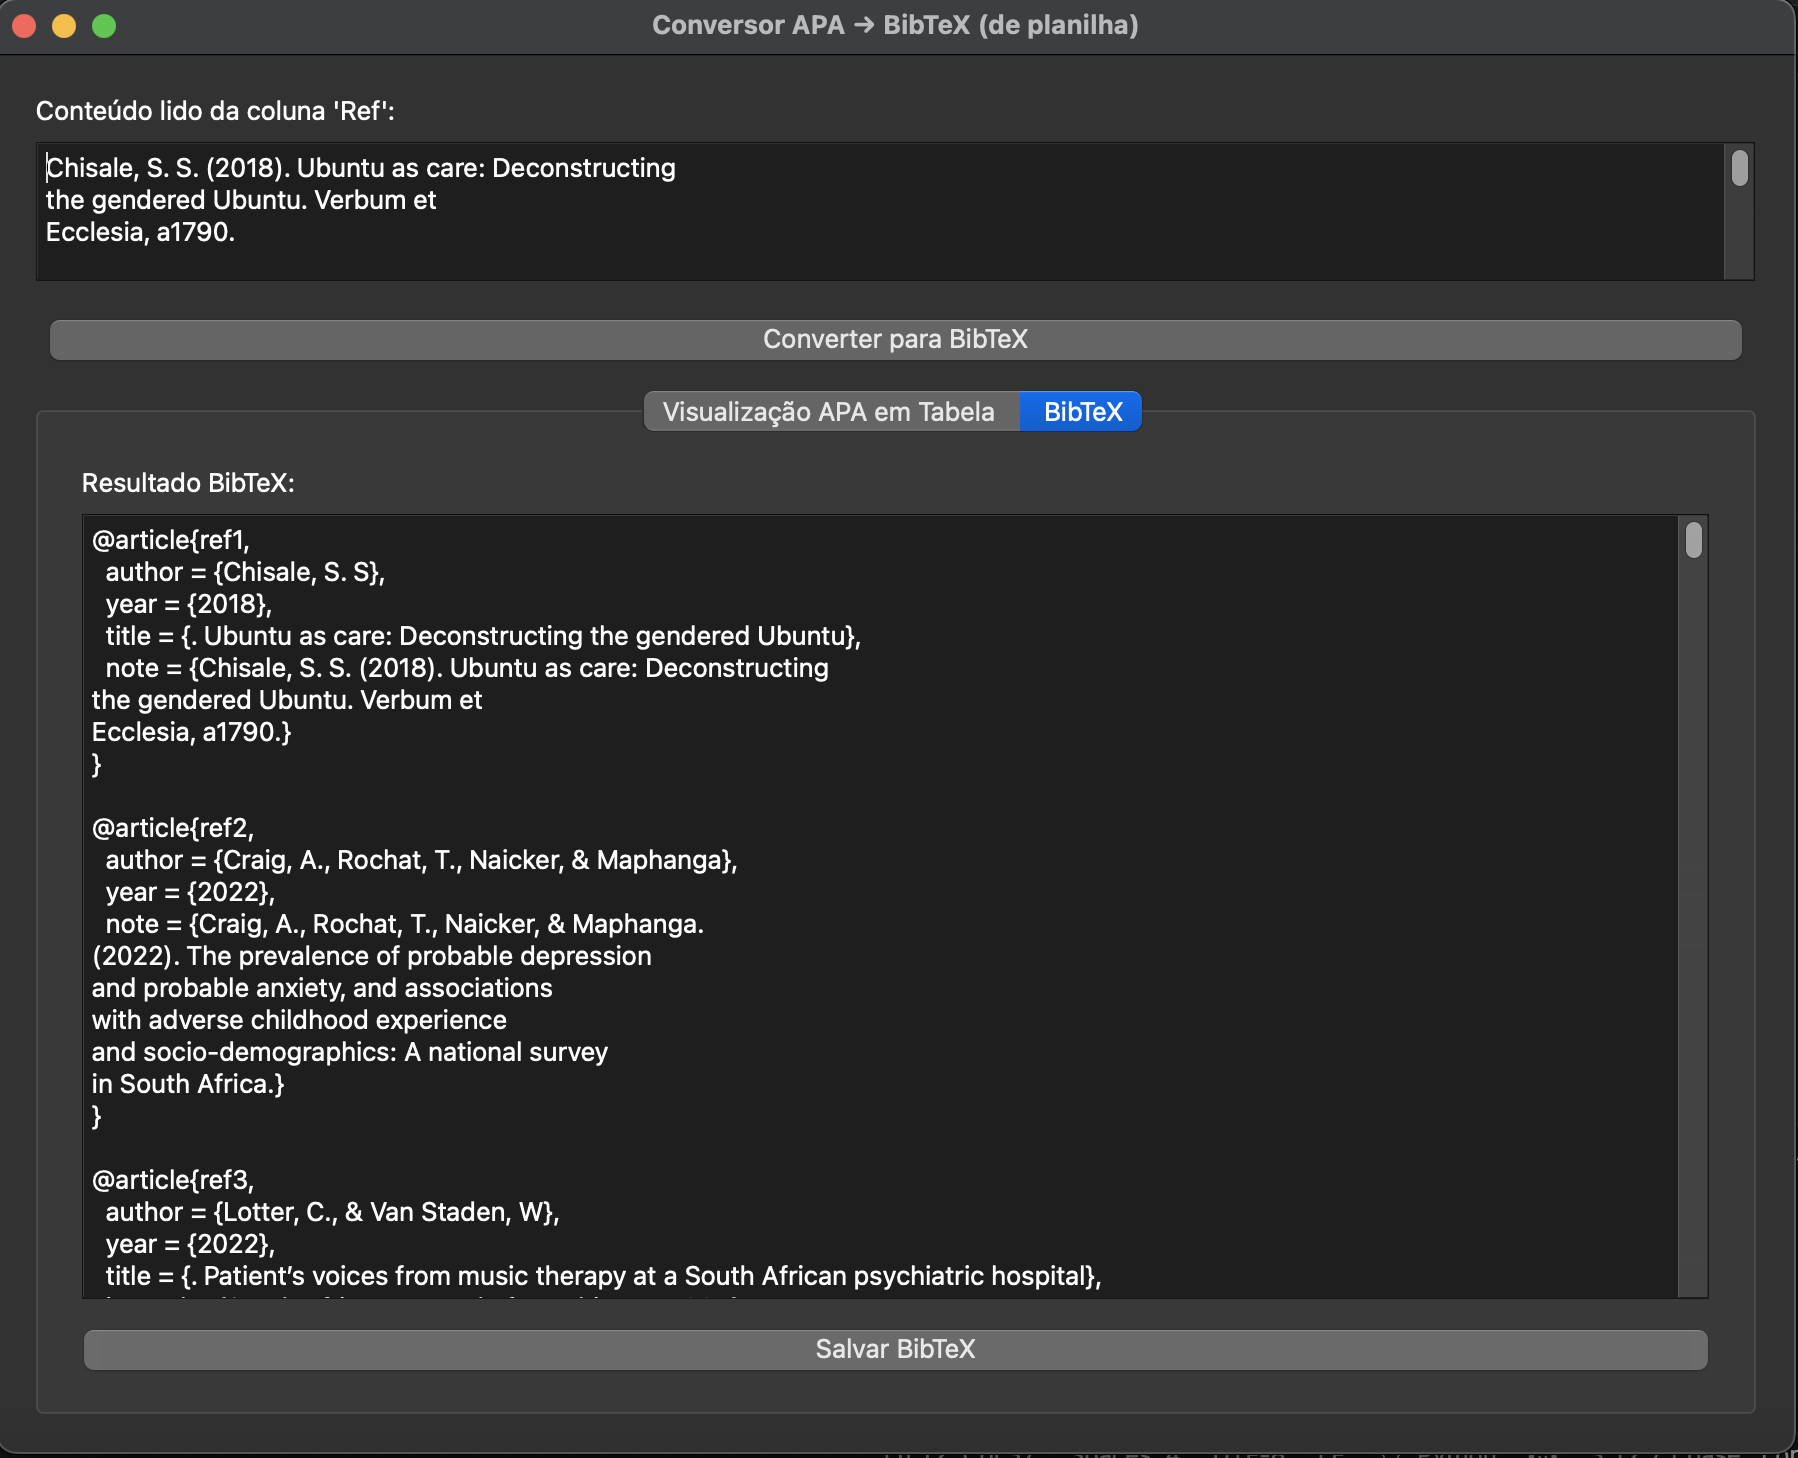 Conversor APA → BibTeX (de planilha)
Conteúdo lido da coluna 'Ref':
Chisale, S. S. (2018). Ubuntu as care: Deconstructing
the gendered Ubuntu. Verbum et
Ecclesia, a1790.
Converter para BibTeX
Visualização APA em Tabela BibTeX
Resultado BibTeX:
@article{ref1,
author = {Chisale, S. S},
year = {2018},
title = {. Ubuntu as care: Deconstructing the gendered Ubuntu},
note = {Chisale, S. S. (2018). Ubuntu as care: Deconstructing
the gendered Ubuntu. Verbum et
Ecclesia, a1790.}
}
@article{ref2,
author = {Craig, A., Rochat, T., Naicker, & Maphanga},
year = {2022},
note = {Craig, A., Rochat, T., Naicker, & Maphanga.
(2022). The prevalence of probable depression
and probable anxiety, and associations
with adverse childhood experience
and socio-demographics: A national survey
in South Africa.}
}
@article{ref3,
author = {Lotter, C., & Van Staden, W},
year = {2022},
title = {. Patient’s voices from music therapy at a South African psychiatric hospital},
Salvar BibTeX